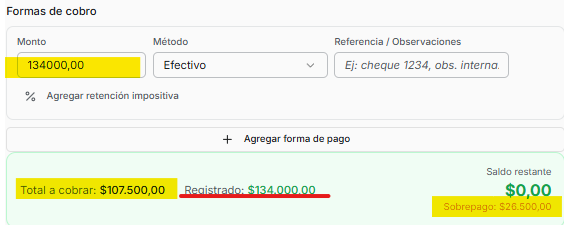 Formas de cobro
Monto Método Referencia / Observaciones
134000,00 Efectivo Ej: cheque 1234, obs. interna.
Agregar retención impositiva
+ Agregar forma de pago
Saldo restante
Total a cobrar: $107.500,00 Registrado: $134.000,00 $0,00
Sobrepago: $26.500,00